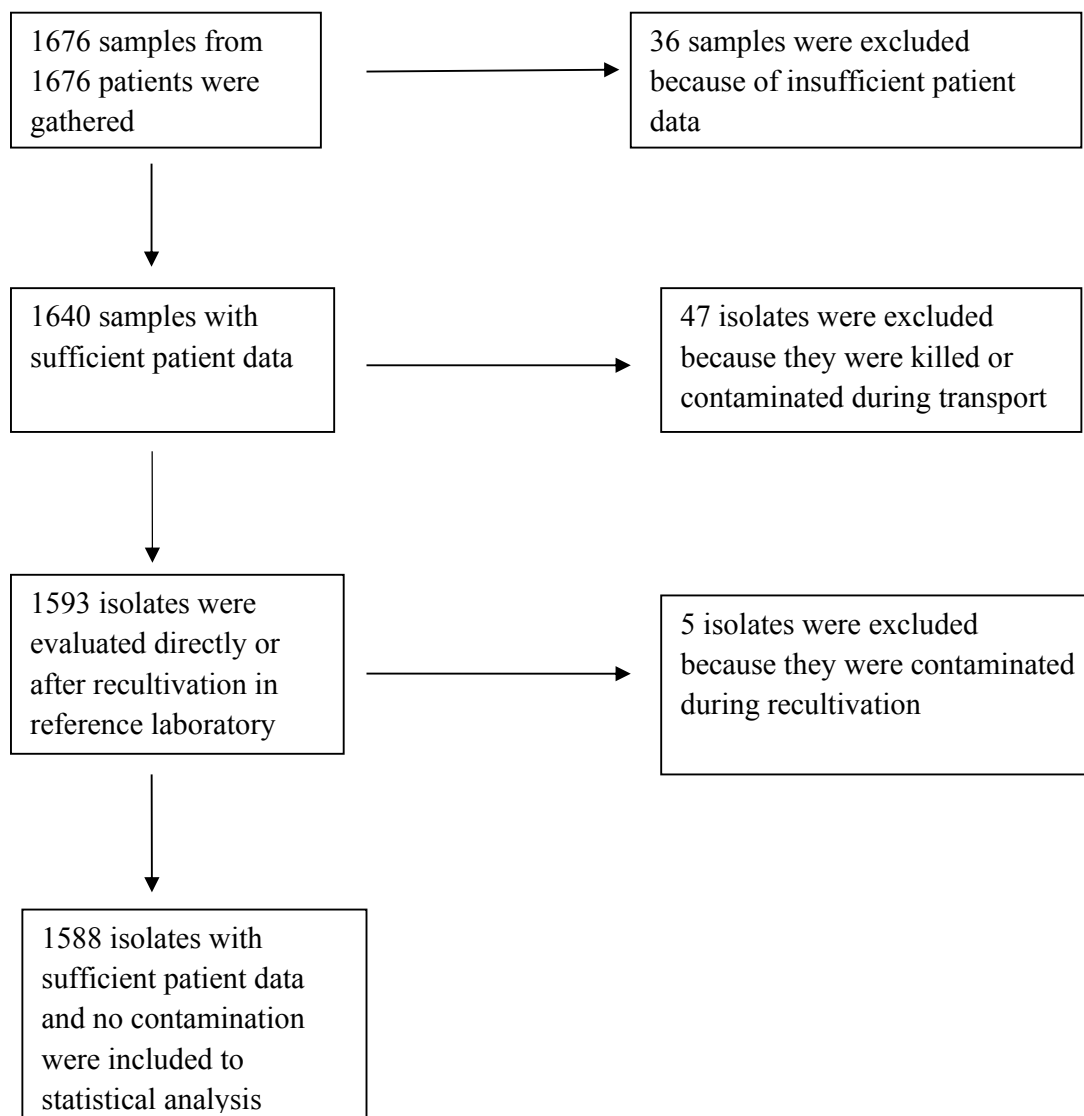 1676 samples from
1676 patients were
gathered
36 samples were excluded
because of insufficient patient
data
1640 samples with
sufficient patient data
47 isolates were excluded
because they were killed or
contaminated during transport
1593 isolates were
evaluated directly or
after recultivation in
reference laboratory
5 isolates were excluded
because they were contaminated
during recultivation
1588 isolates with
sufficient patient data
and no contamination
were included to
statistical analysis